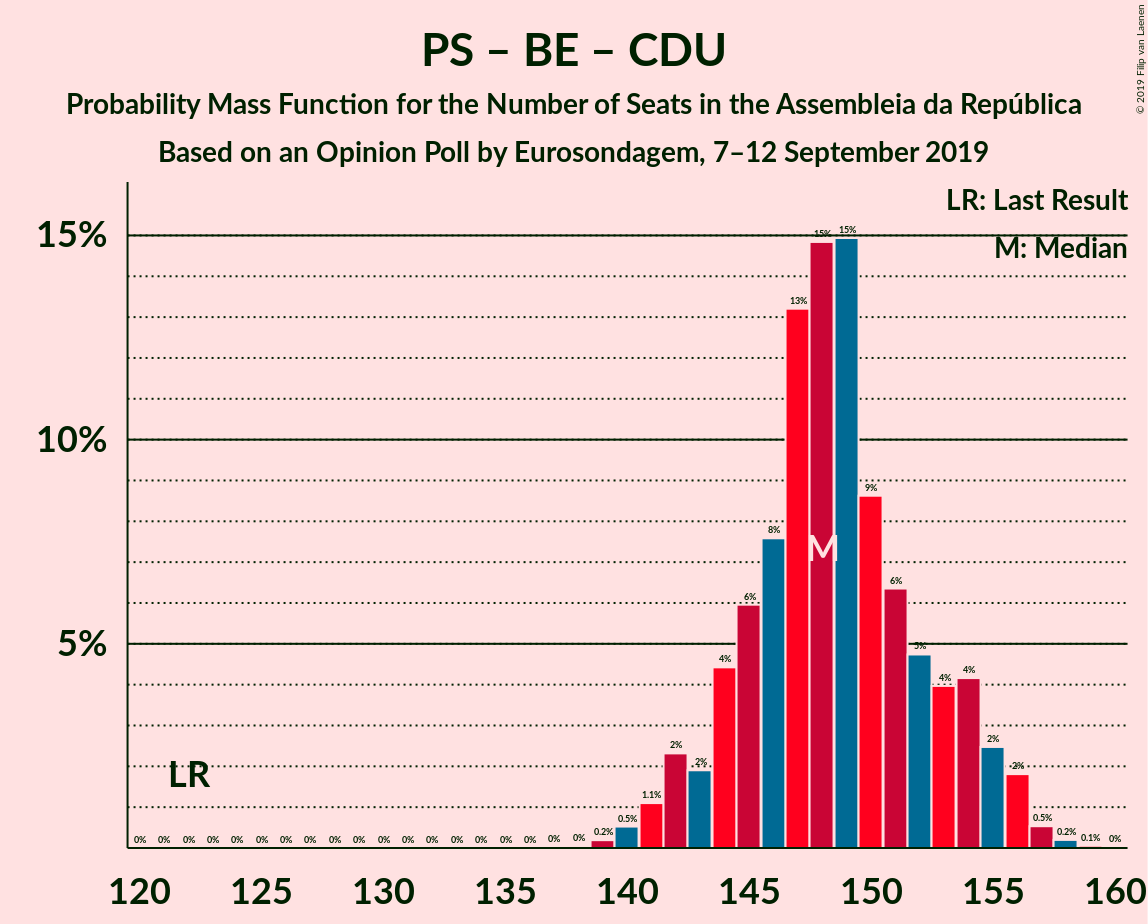 PS – BE – CDU
Probability Mass Function for the Number of Seats in the Assembleia da República
Based on an Opinion Poll by Eurosondagem, 7–12 September 2019
© 2019 Filip van Laenen
LR: Last Result
M: Median
15%
10%
5%
0% 0% 0% 0% 0% 0% 0% 0% 0% 0% 0% 0% 0% 0% 0% 0% 0% 0% 0% 0.2% 0.5% 1.1% 2% 2% 4% 6% 8% 13% 15% 15% 9% 6% 5% 4% 4% 2% 2% 0.5% 0.2% 0.1% 0%
M
LR
120 125 130 135 140 145 150 155 160